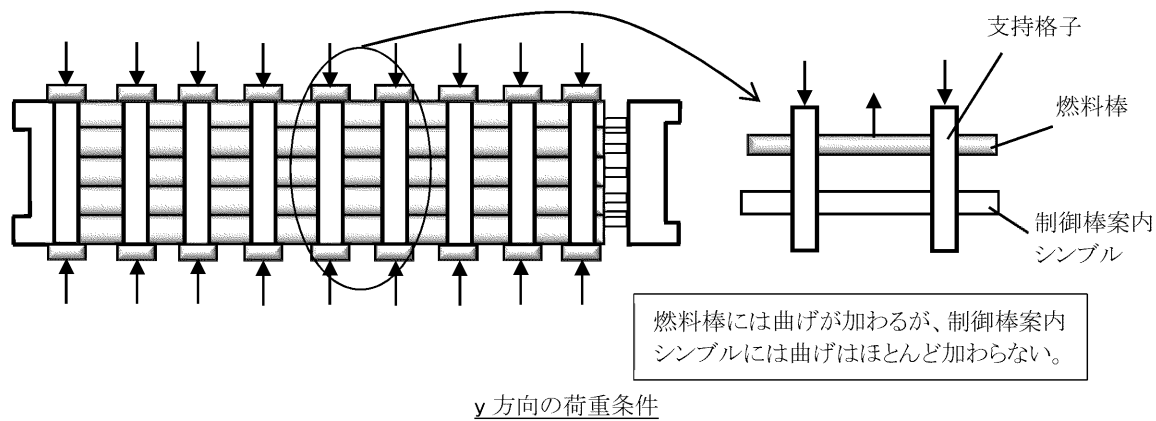 支持格子
燃料棒
制御棒案内
シンブル
燃料棒には曲げが加わるが、制御棒案内
シンブルには曲げはほとんど加わらない。
y 方向の荷重条件